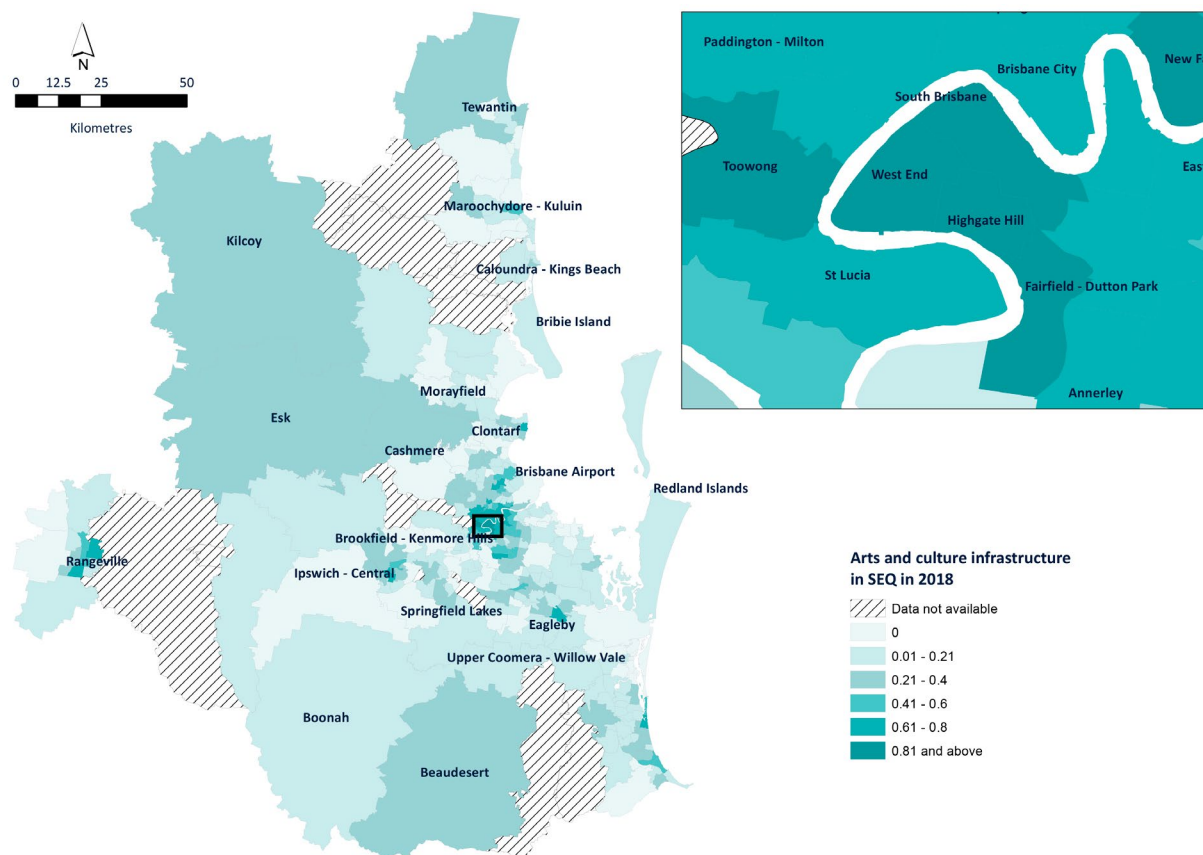 N
0 12.5 25 50
Kilometres
Tewantin
Maroochydore - Kuluin
Kilcoy
Caloundra - Kings Beach
Bribie Island
Morayfield
Esk
Clontarf
Cashmere
Brisbane Airport
Redland Islands
Brookfield - Kenmore Hills
Rangeville
Ipswich - Central
Springfield Lakes
Eagleby
Upper Coomera - Willow Vale
Boonah
Beaudesert
Paddington - Milton
New Fa
Brisbane City
South Brisbane
Toowong
East
West End
Highgate Hill
St Lucia
Fairfield - Dutton Park
Annerley
Arts and culture infrastructure
in SEQ in 2018
Data not available
0
0.01 - 0.21
0.21 - 0.4
0.41 - 0.6
0.61 - 0.8
0.81 and above